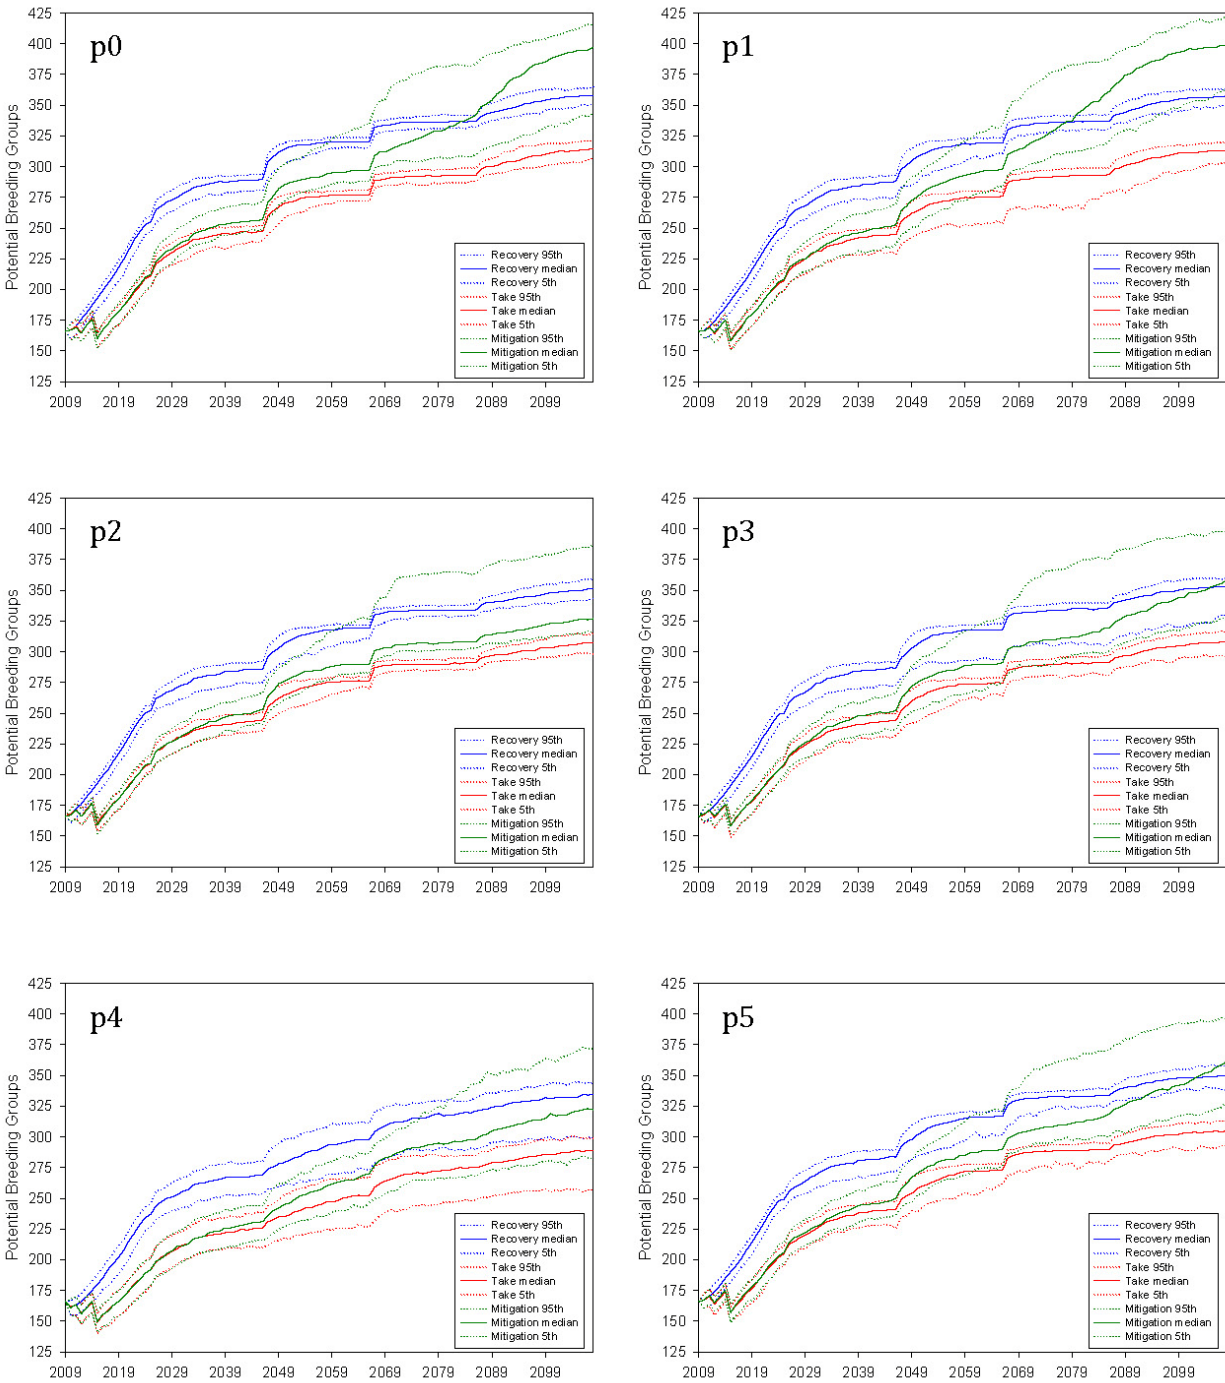 p0
Potential Breeding Groups
425
400
375
350
325
300
275
250
225
200
175
150
125
2009 2019 2029 2039 2049 2059 2069 2079 2089 2099
Recovery 95th
Recovery median
Recovery 5th
Take 95th
Take median
Take 5th
Mitigation 95th
Mitigation median
Mitigation 5th
p1
Potential Breeding Groups
425
400
375
350
325
300
275
250
225
200
175
150
125
2009 2019 2029 2039 2049 2059 2069 2079 2089 2099
Recovery 95th
Recovery median
Recovery 5th
Take 95th
Take median
Take 5th
Mitigation 95th
Mitigation median
Mitigation 5th
p2
Potential Breeding Groups
425
400
375
350
325
300
275
250
225
200
175
150
125
2009 2019 2029 2039 2049 2059 2069 2079 2089 2099
Recovery 95th
Recovery median
Recovery 5th
Take 95th
Take median
Take 5th
Mitigation 95th
Mitigation median
Mitigation 5th
p3
Potential Breeding Groups
425
400
375
350
325
300
275
250
225
200
175
150
125
2009 2019 2029 2039 2049 2059 2069 2079 2089 2099
Recovery 95th
Recovery median
Recovery 5th
Take 95th
Take median
Take 5th
Mitigation 95th
Mitigation median
Mitigation 5th
p4
Potential Breeding Groups
425
400
375
350
325
300
275
250
225
200
175
150
125
2009 2019 2029 2039 2049 2059 2069 2079 2089 2099
Recovery 95th
Recovery median
Recovery 5th
Take 95th
Take median
Take 5th
Mitigation 95th
Mitigation median
Mitigation 5th
p5
Potential Breeding Groups
425
400
375
350
325
300
275
250
225
200
175
150
125
2009 2019 2029 2039 2049 2059 2069 2079 2089 2099
Recovery 95th
Recovery median
Recovery 5th
Take 95th
Take median
Take 5th
Mitigation 95th
Mitigation median
Mitigation 5th